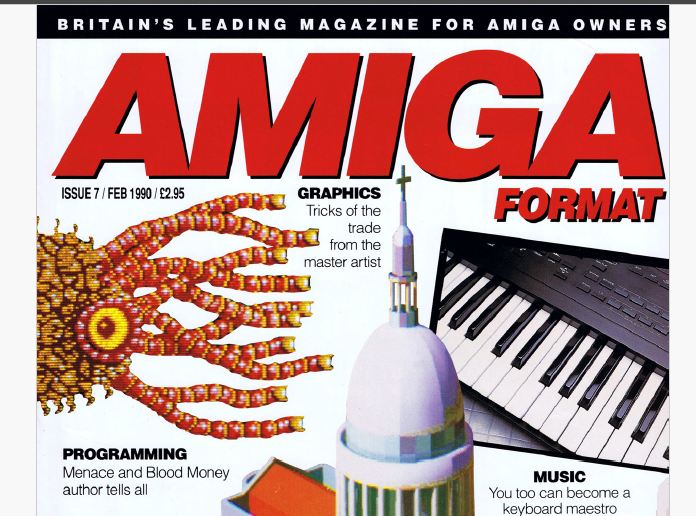 BRITAIN'S LEADING MAGAZINE FOR AMIGA OWNERS
AMIGA
FORMAT
ISSUE 7 / FEB 1990 / £2.95
GRAPHICS
Tricks of the
trade
from the
master artist
PROGRAMMING
Menace and Blood Money
author tells all
MUSIC
You too can become a
keyboard maestro